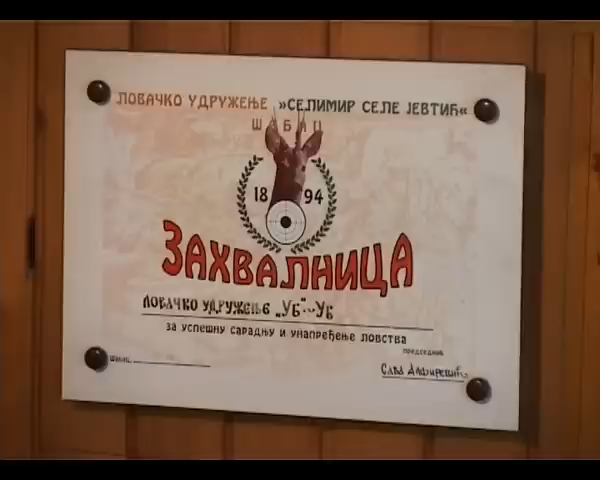 ЛОВАЧКО УДРУЖЕЊЕ »СЕЛИМИР СЕЛЕ ЈЕВТИЋ«
ШАБАЦ
18 94
ЗАХВАЛНИЦА
ЛОВАЧКО УДРУЖЕЊЕ „УБ"-УБ
ЗА УСПЕШНУ САРАДЊУ И УНАПРЕЂЕЊЕ ЛОВСТВА
ПРЕДСЕДНИК
ШАБАЦ,